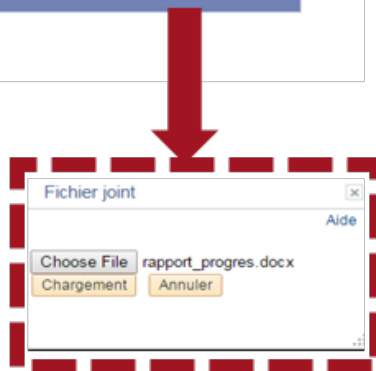 Fichier joint
Aide
Choose File rapport_progres.docx
Chargement Annuler